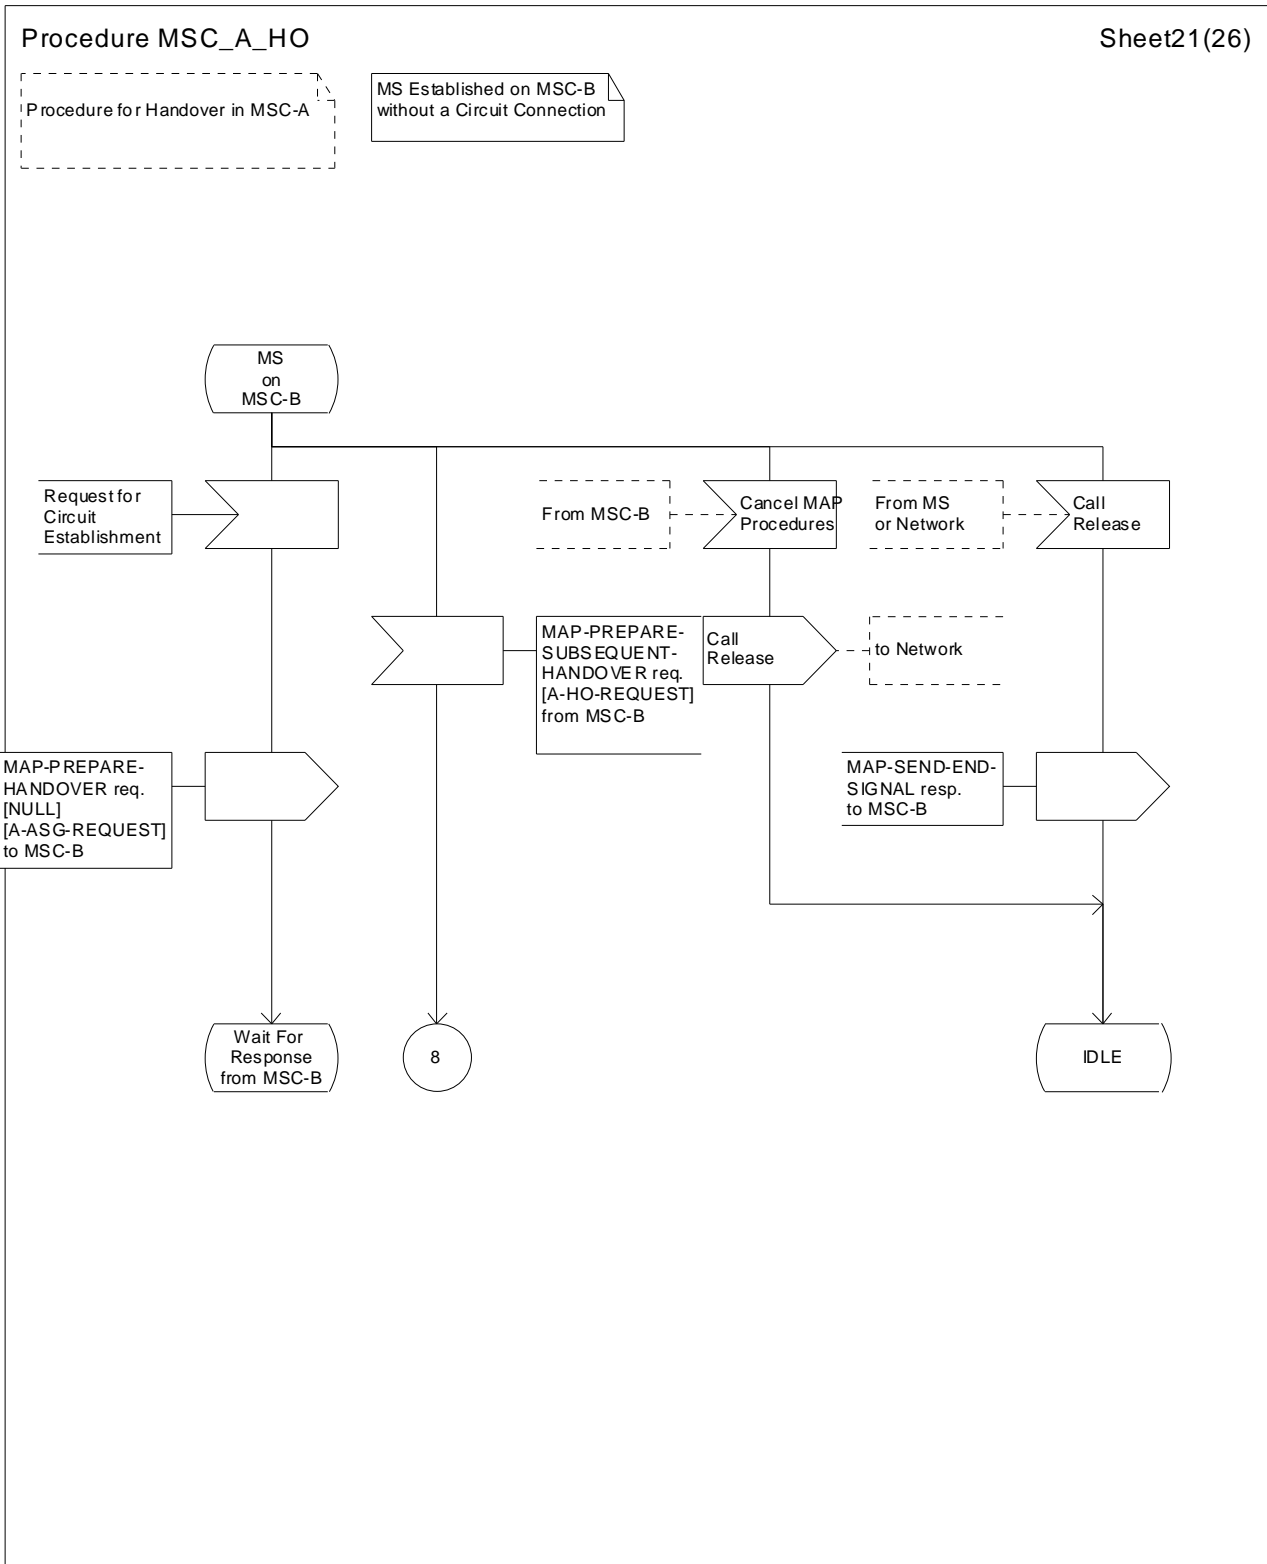 Procedure MSC_A_HO
Sheet21(26)
Procedure for Handover in MSC-A
MS Established on MSC-B
without a Circuit Connection
MS
on
MSC-B
Request for
Circuit
Establishment
From MSC-B
Cancel MAP
Procedures
From MS
or Network
Call
Release
MAP-PREPARE-
SUBSEQUENT-
HANDOVER req.
[A-HO-REQUEST]
from MSC-B
Call
Release
to Network
MAP-PREPARE-
HANDOVER req.
[NULL]
[A-ASG-REQUEST]
to MSC-B
MAP-SEND-END-
SIGNAL resp.
to MSC-B
Wait For
Response
from MSC-B
8
IDLE